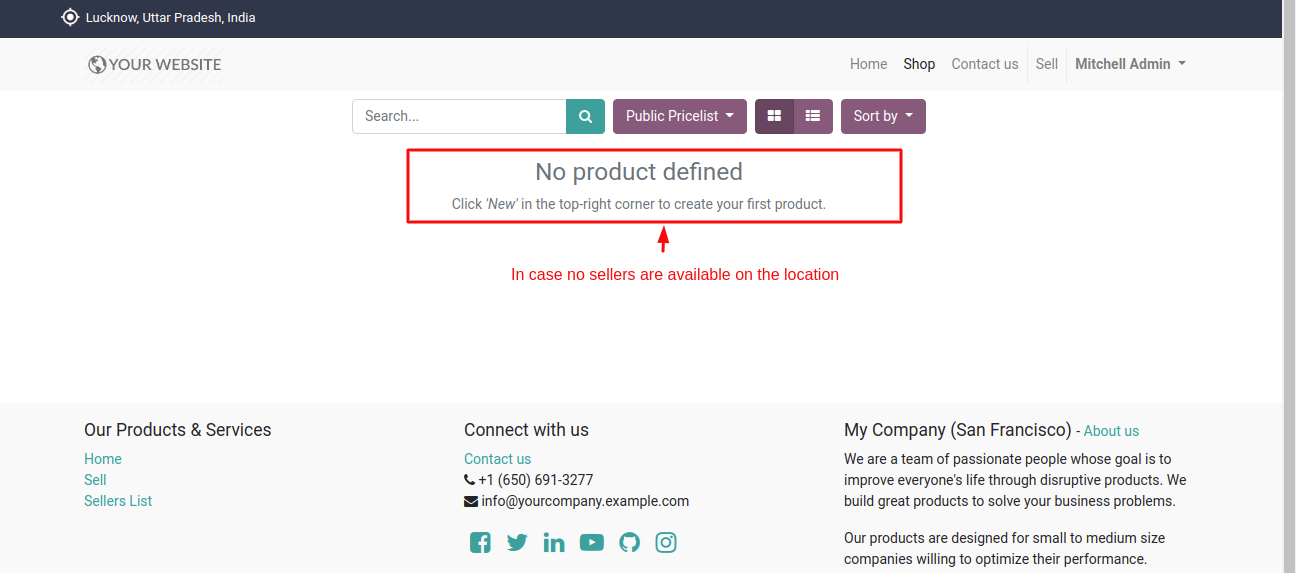 Lucknow, Uttar Pradesh, India
YOUR WEBSITE
Home Shop Contact us Sell Mitchell Admin
Search... Public Pricelist Sort by
No product defined
Click 'New' in the top-right corner to create your first product.
In case no sellers are available on the location
Our Products & Services
Home
Sell
Sellers List
Connect with us
Contact us
+1 (650) 691-3277
info@yourcompany.example.com
My Company (San Francisco) - About us
We are a team of passionate people whose goal is to
improve everyone's life through disruptive products. We
build great products to solve your business problems.
Our products are designed for small to medium size
companies willing to optimize their performance.